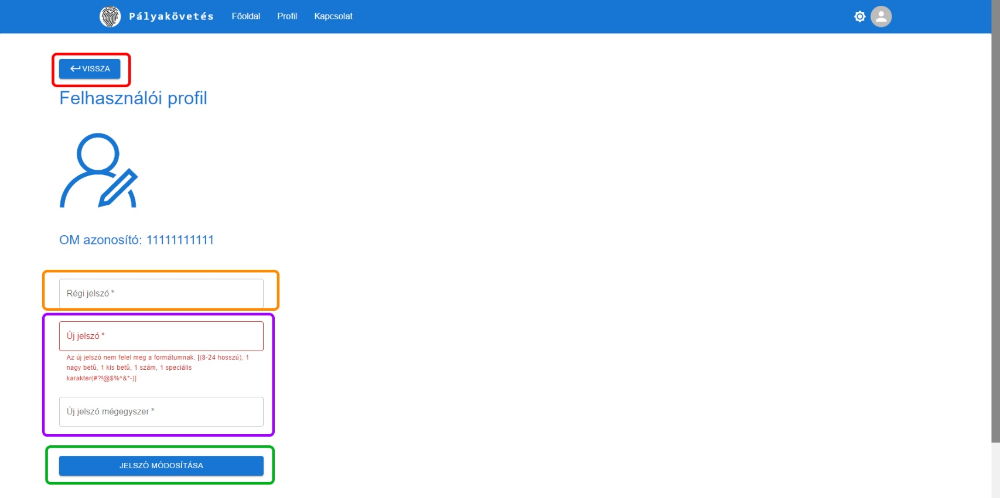 Pályakövetés Főoldal Profil Kapcsolat
VISSZA
Felhasználói profil
OM azonosító: 11111111111
Régi jelszó *
Új jelszó *
Az új jelszó nem felel meg a formátumnak. [(8-24 hosszú), 1
nagy betű, 1 kis betű, 1 szám, 1 speciális
karakter(#?!@$%^&*-)]
Új jelszó mégegyszer *
JELSZÓ MÓDOSÍTÁSA